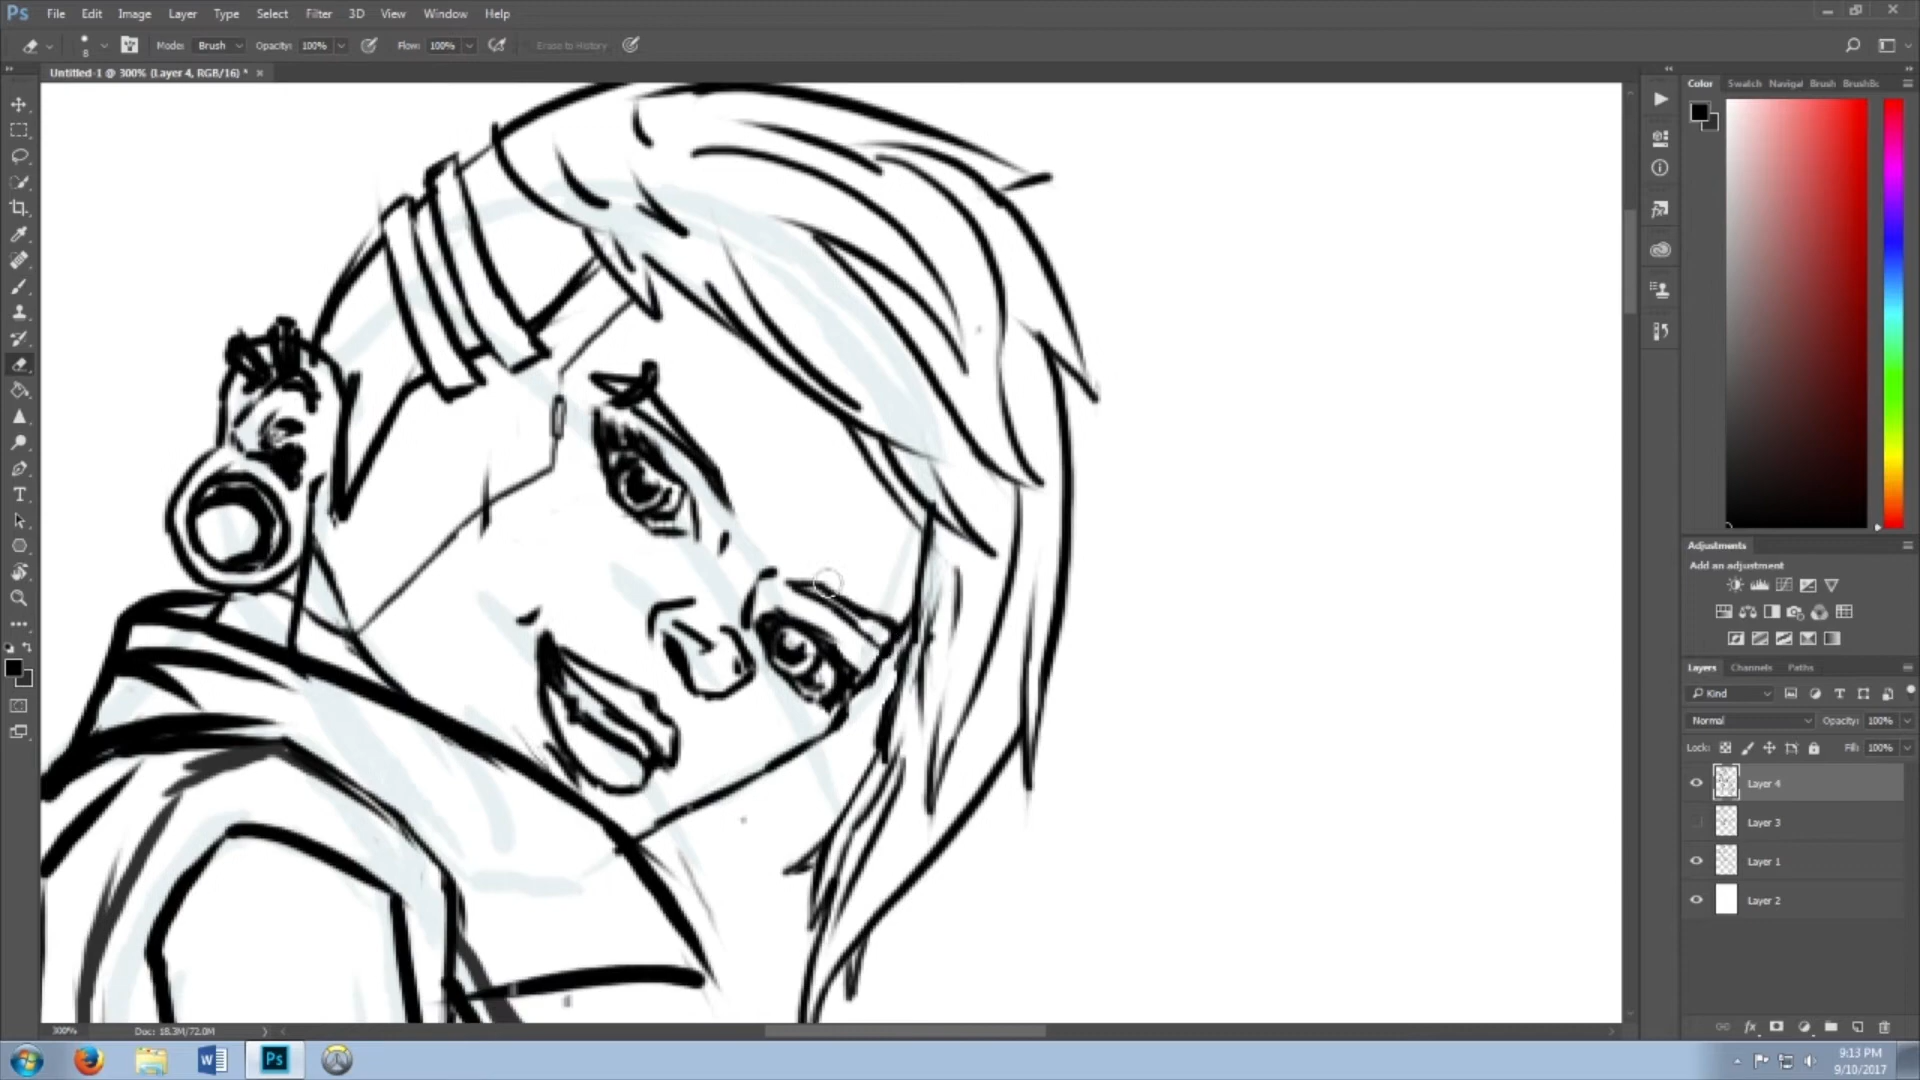 Ps File Edit Image Layer Type Select Filter 3D View Window Help
8 Mode: Brush Opacity: 100% Flow: 100% Erase to History
Untitled-1 @ 300% (Layer 4, RGB/16) * ×
Color Swatch Navigat Brush BrushBc
Adjustments
Add an adjustment
Layers Channels Paths
Kind
Normal Opacity: 100%
Lock: Fill: 100%
Layer 4
Layer 3
Layer 1
Layer 2
300% Doc: 18.3M/72.0M
W Ps
9:13 PM
9/10/2017